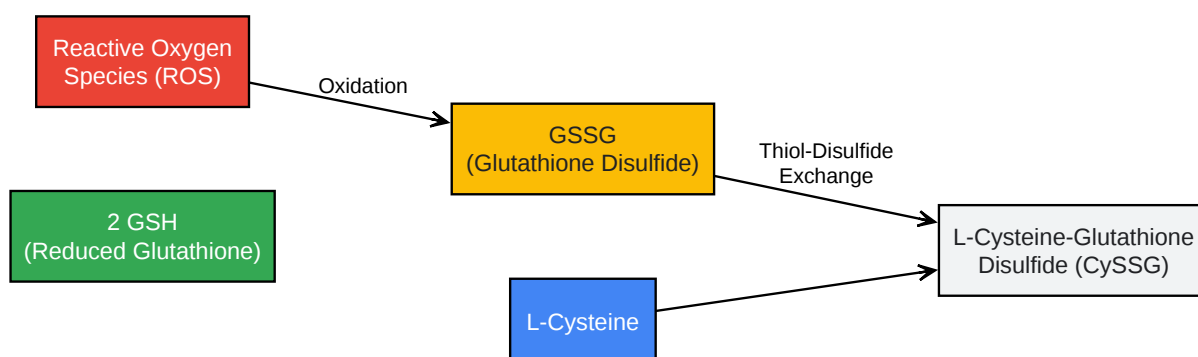 Reactive Oxygen
Species (ROS)
Oxidation
GSSG
(Glutathione Disulfide)
Thiol-Disulfide
Exchange
2 GSH
(Reduced Glutathione)
L-Cysteine-Glutathione
Disulfide (CySSG)
L-Cysteine